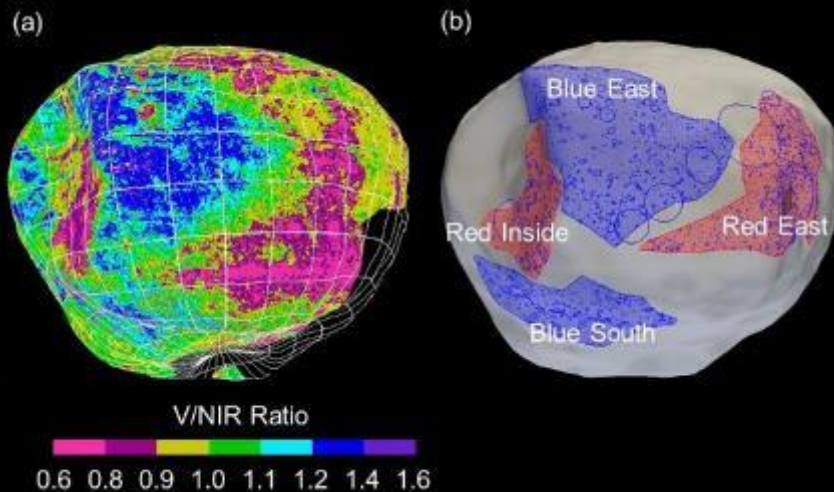 (a)
(b)
Blue East
Red Inside
Red East
Blue South
V/NIR Ratio
0.6 0.8 0.9 1.0 1.1 1.2 1.4 1.6